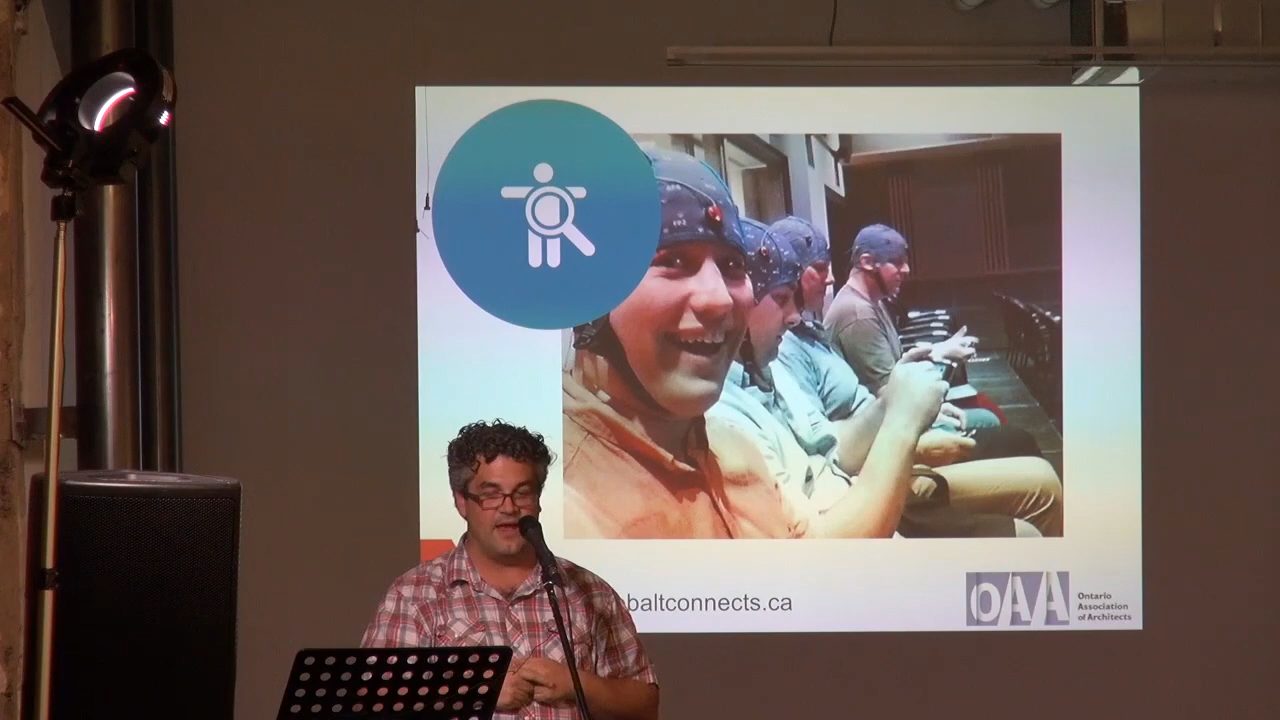 baltconnects.ca
OAA
Ontario
Association
of Architects